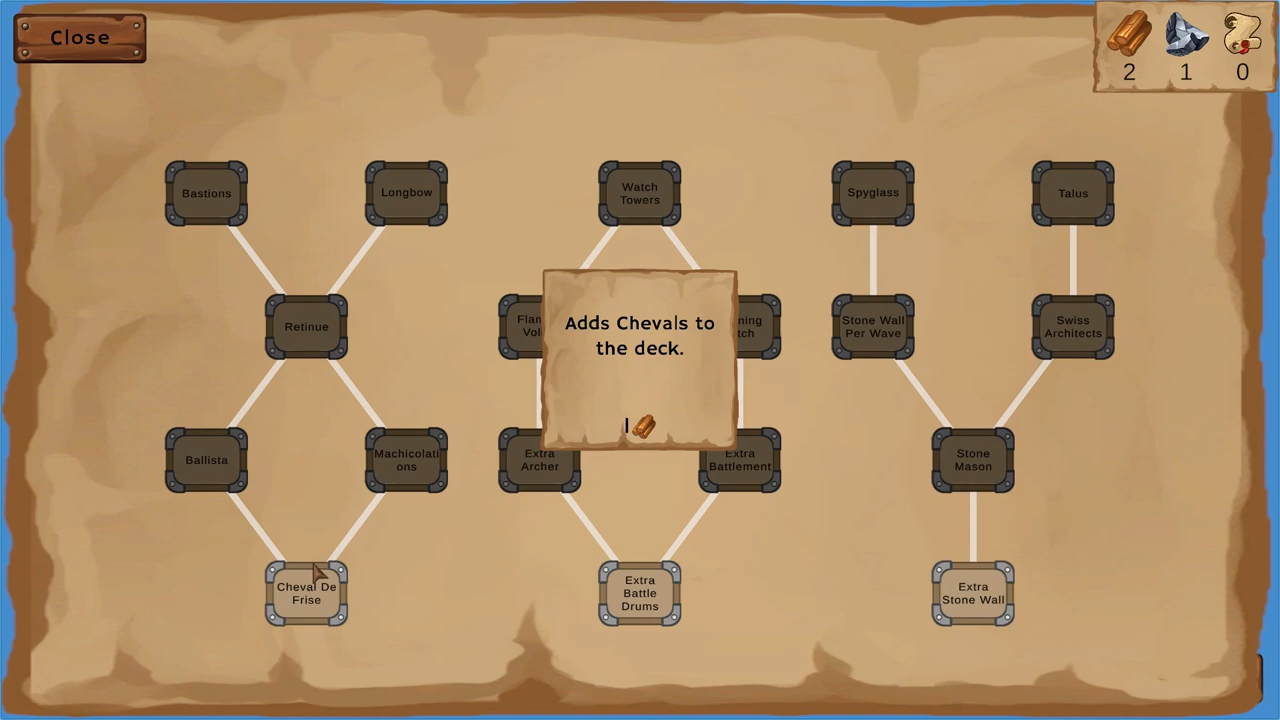 Close
2 1 0
Bastions
Longbow
Watch
Towers
Spyglass
Talus
Retinue
Stone Wall
Per Wave
Swiss
Architects
Adds Chevals to
the deck.
1
Ballista
Machicolati
ons
Extra
Archer
Extra
Battlement
Stone
Mason
Cheval De
Frise
Extra
Battle
Drums
Extra
Stone Wall